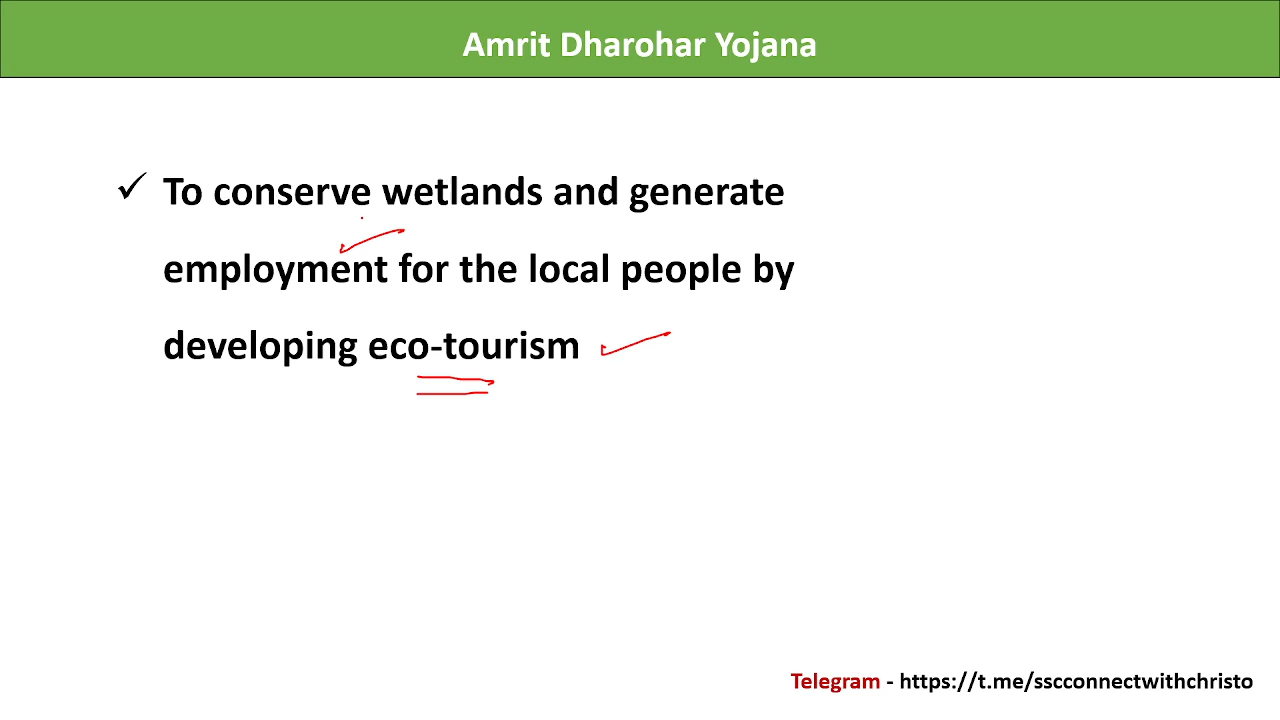 Amrit Dharohar Yojana
✓ To conserve wetlands and generate
employment for the local people by
developing eco-tourism
Telegram - https://t.me/sscconnectwithchristo